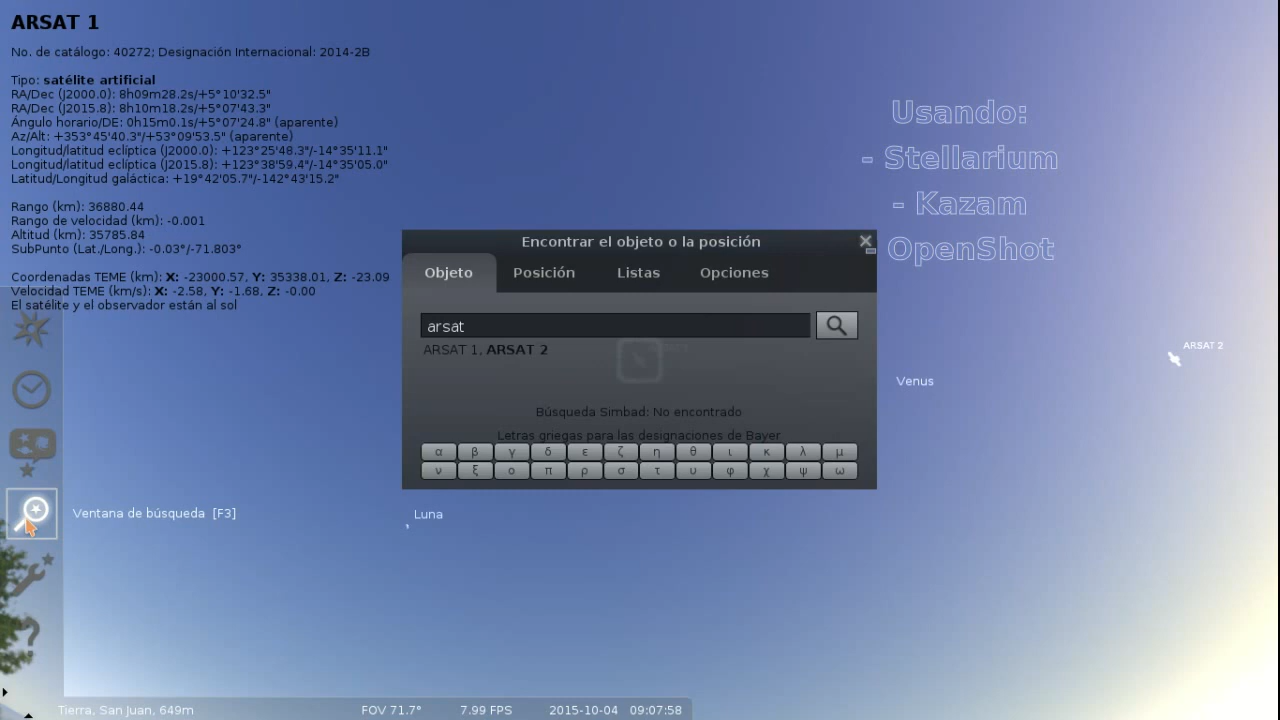 ARSAT 1
No. de catálogo: 40272; Designación Internacional: 2014-2B
Tipo: satélite artificial
RA/Dec (J2000.0): 8h09m28.2s/+5°10'32.5"
RA/Dec (J2015.8): 8h10m18.2s/+5°07'43.3"
Ángulo horario/DE: 0h15m0.1s/+5°07'24.8" (aparente)
Az/Alt: +353°45'40.3"/+53°09'53.5" (aparente)
Longitud/latitud eclíptica (J2000.0): +123°25'48.3"/-14°35'11.1"
Longitud/latitud eclíptica (J2015.8): +123°38'59.4"/-14°35'05.0"
Latitud/Longitud galáctica: +19°42'05.7"/-142°43'15.2"
Rango (km): 36880.44
Rango de velocidad (km): -0.001
Altitud (km): 35785.84
SubPunto (Lat./Long.): -0.03°/-71.803°
Coordenadas TEME (km): X: -23000.57, Y: 35338.01, Z: -23.09
Velocidad TEME (km/s): X: -2.58, Y: -1.68, Z: -0.00
El satélite y el observador están al sol
Usando:
- Stellarium
- Kazam
OpenShot
Encontrar el objeto o la posición
Objeto Posición Listas Opciones
arsat
ARSAT 1, ARSAT 2
Búsqueda Simbad: No encontrado
Letras griegas para las designaciones de Bayer
α β γ δ ε ζ η θ ι κ λ μ
ν ξ ο π ρ σ τ υ φ χ ψ ω
ARSAT 2
Venus
Ventana de búsqueda [F3]
Luna
Tierra, San Juan, 649m FOV 71.7° 7.99 FPS 2015-10-04 09:07:58